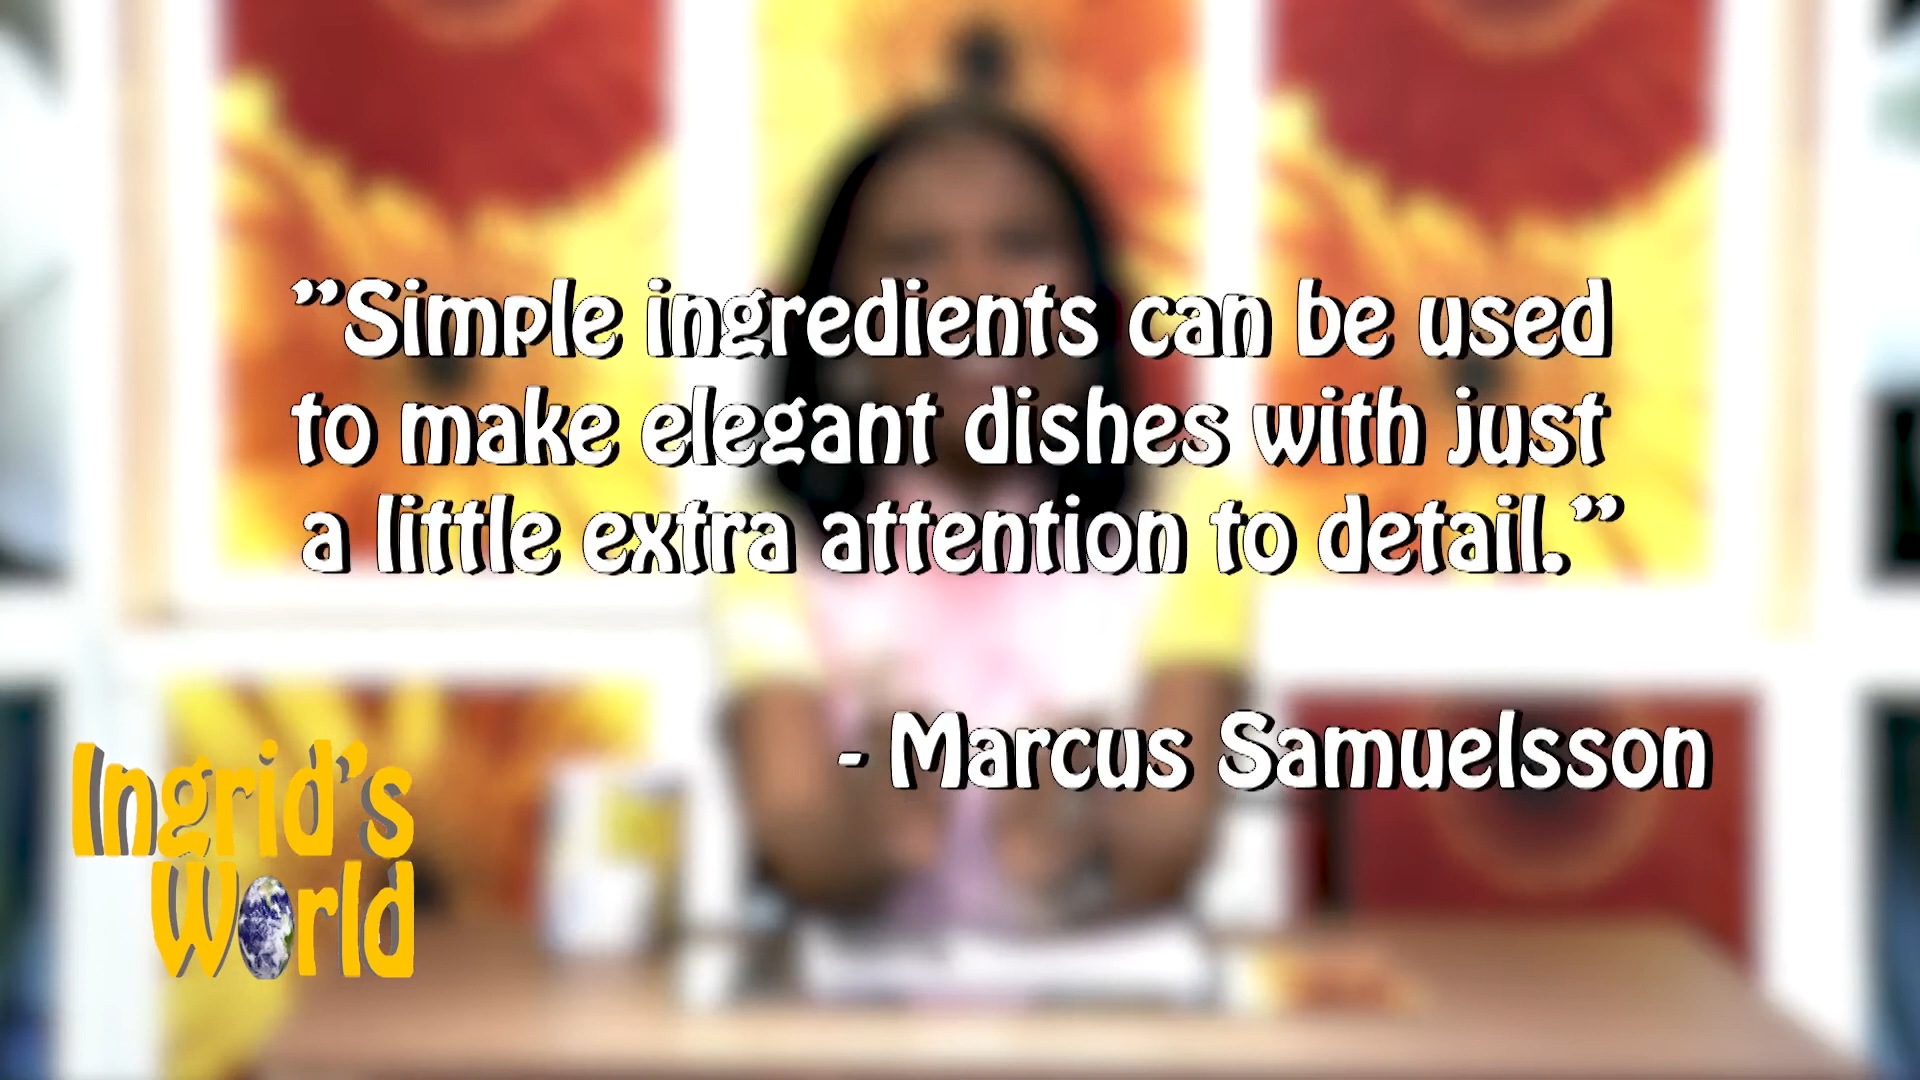 ”Simple ingredients can be used
to make elegant dishes with just
a little extra attention to detail.”
- Marcus Samuelsson
Ingrid’s
World